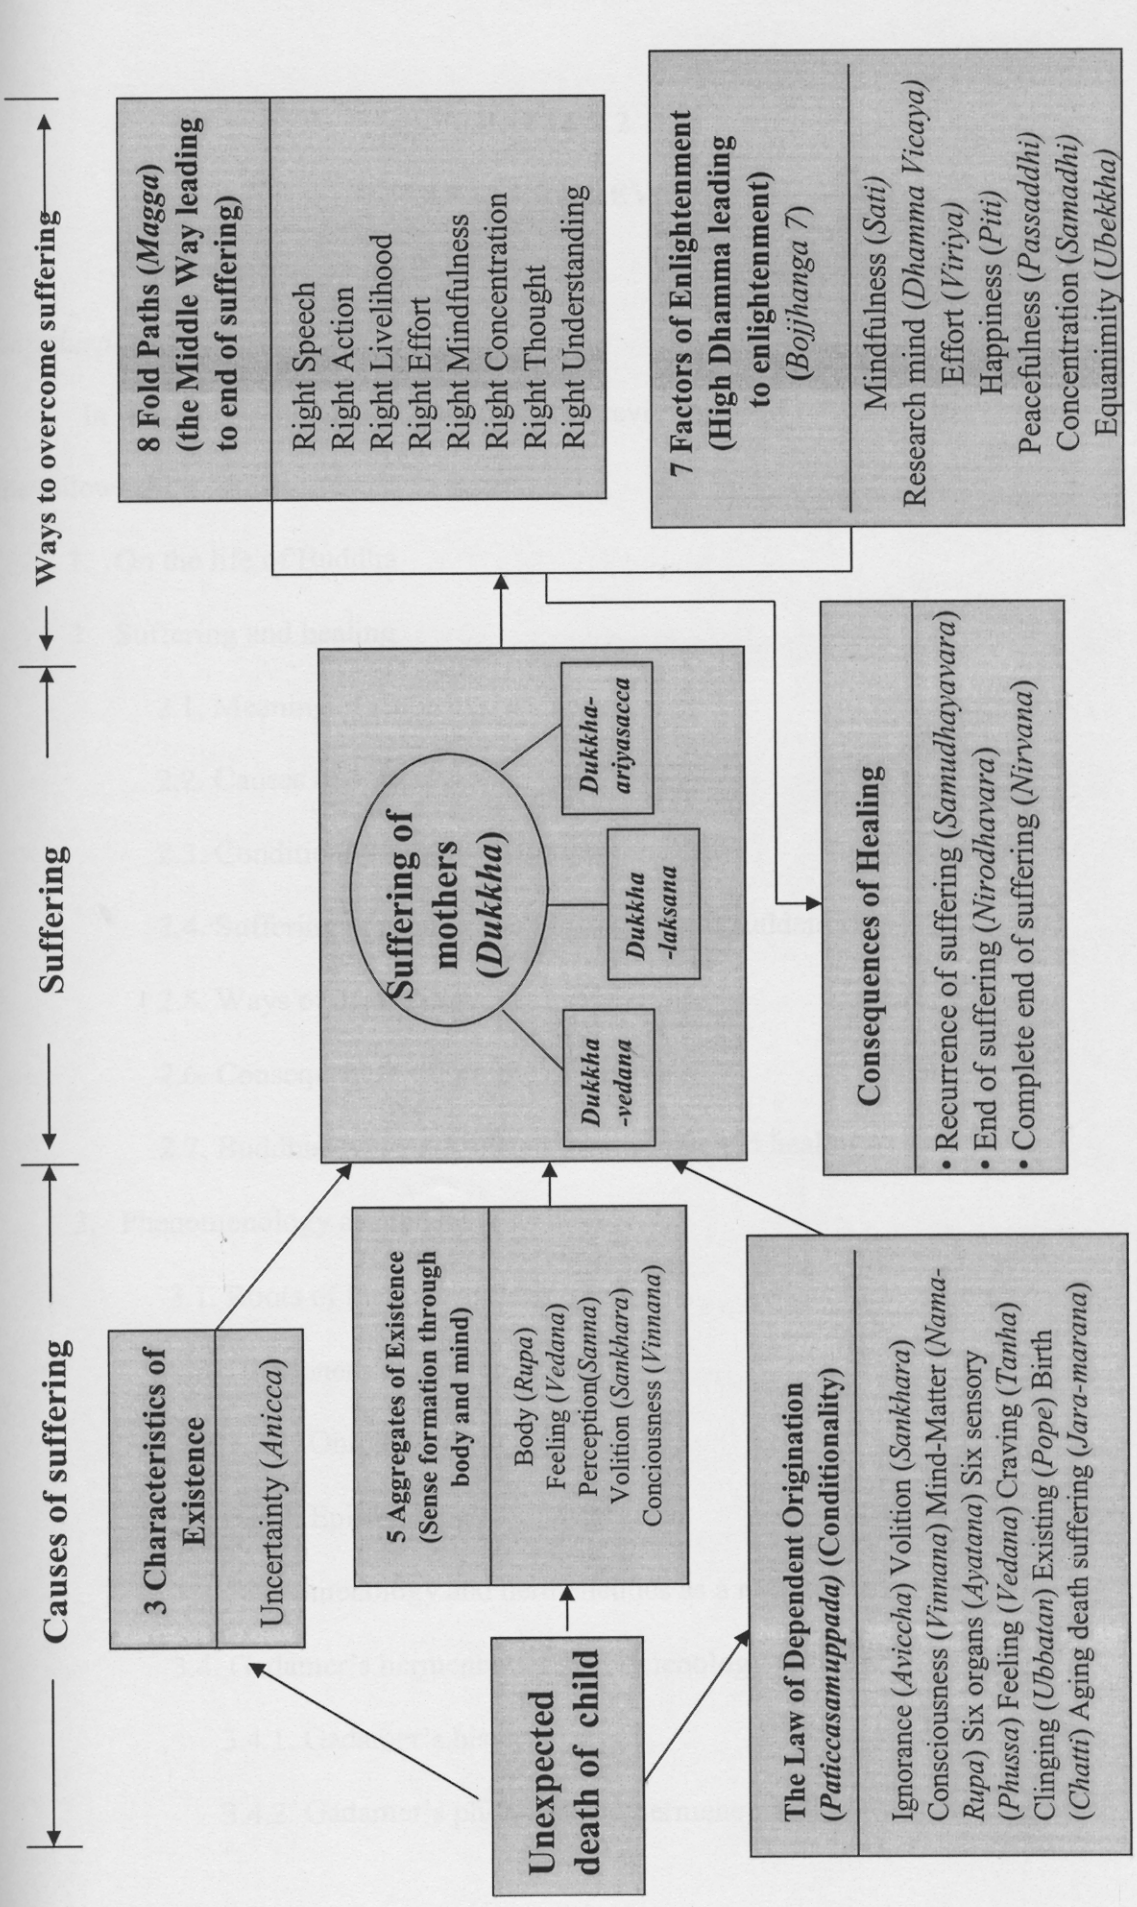 Causes of suffering
Suffering
Ways to overcome suffering
Unexpected
death of child
3 Characteristics of
Existence
Uncertainty (Anicca)
5 Aggregates of Existence
(Sense formation through
body and mind)
Body (Rupa)
Feeling (Vedana)
Perception(Sanna)
Volition (Sankhara)
Conciousness (Vinnana)
The Law of Dependent Origination
(Paticcasamuppada) (Conditionality)
Ignorance (Aviccha) Volition (Sankhara)
Consciousness (Vinnana) Mind-Matter (Nama-
Rupa) Six organs (Ayatana) Six sensory
(Phussa) Feeling (Vedana) Craving (Tanha)
Clinging (Ubbatan) Existing (Pope) Birth
(Chatti) Aging death suffering (Jara-marana)
Suffering of
mothers
(Dukkha)
Dukkha
-vedana
Dukkha
-laksana
Dukkha-
ariyasacca
8 Fold Paths (Magga)
(the Middle Way leading
to end of suffering)
Right Speech
Right Action
Right Livelihood
Right Effort
Right Mindfulness
Right Concentration
Right Thought
Right Understanding
7 Factors of Enlightenment
(High Dhamma leading
to enlightenment)
(Bojjhanga 7)
Mindfulness (Sati)
Research mind (Dhamma Vicaya)
Effort (Viriya)
Happiness (Piti)
Peacefulness (Passaddhi)
Concentration (Samadhi)
Equanimity (Ubekkha)
Consequences of Healing
• Recurrence of suffering (Samudhayavara)
• End of suffering (Nirodhavara)
• Complete end of suffering (Nirvana)